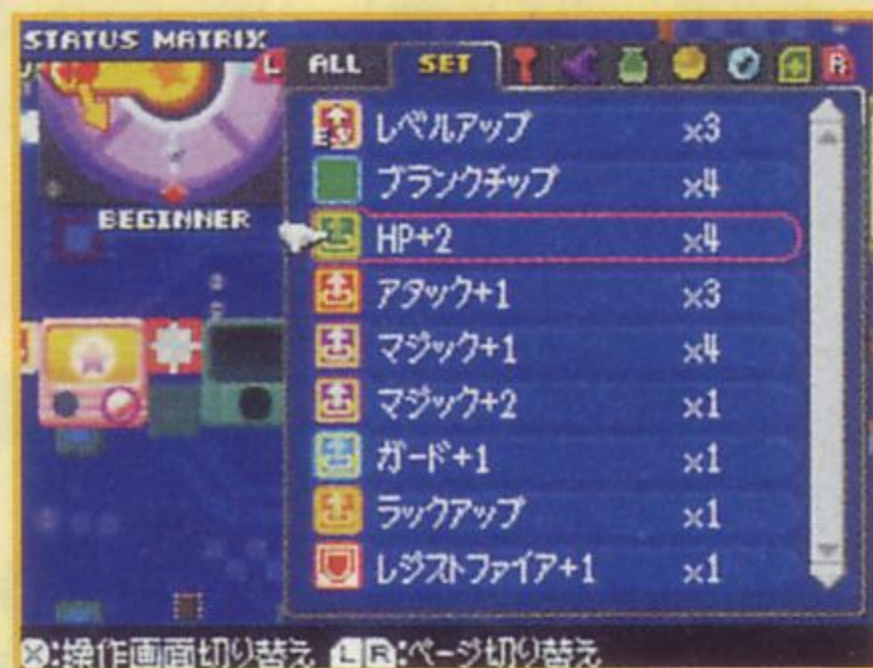 STATUS MATRIX
L ALL SET R
レベルアップ ×3
ブランクチップ ×4
BEGINNER
HP+2 ×4
アタック+1 ×3
マジック+1 ×4
マジック+2 ×1
ガード+1 ×1
ラックアップ ×1
レジストファイア+1 ×1
X:操作画面切り替え L R:ページ切り替え